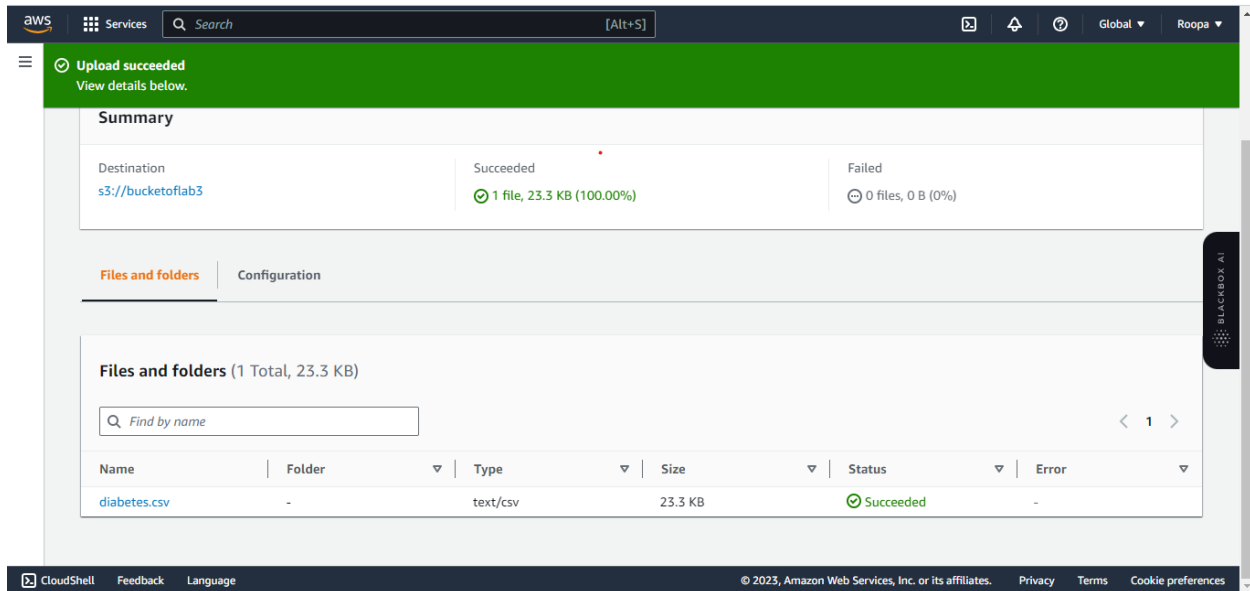 aws Services Search [Alt+S] Global Roopa
Upload succeeded
View details below.
Summary
Destination Succeeded Failed
s3://bucketoflab3 1 file, 23.3 KB (100.00%) 0 files, 0 B (0%)
BLACKBOX AI
Files and folders Configuration
Files and folders (1 Total, 23.3 KB)
Find by name 1
Name Folder Type Size Status Error
diabetes.csv - text/csv 23.3 KB Succeeded -
CloudShell Feedback Language © 2023, Amazon Web Services, Inc. or its affiliates. Privacy Terms Cookie preferences